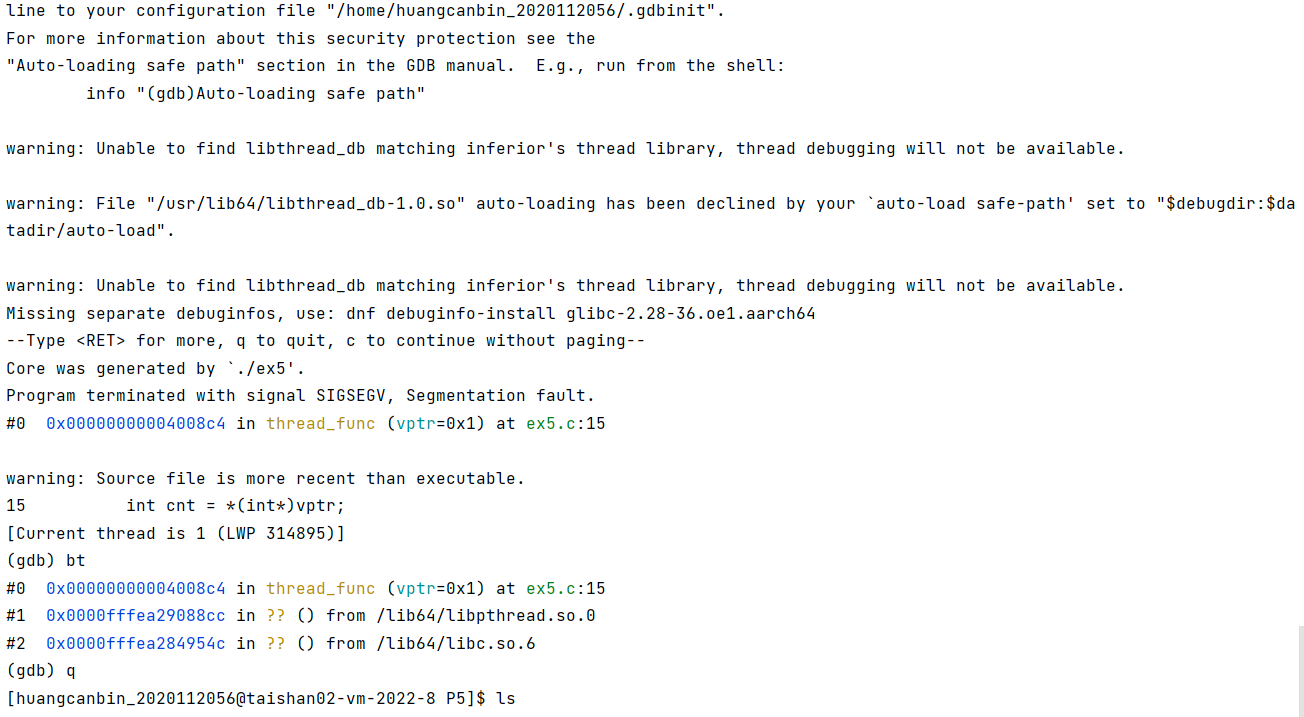 line to your configuration file "/home/huangcanbin_2020112056/.gdbinit".
For more information about this security protection see the
"Auto-loading safe path" section in the GDB manual.  E.g., run from the shell:
        info "(gdb)Auto-loading safe path"
warning: Unable to find libthread_db matching inferior's thread library, thread debugging will not be available.
warning: File "/usr/lib64/libthread_db-1.0.so" auto-loading has been declined by your `auto-load safe-path' set to "$debugdir:$da
tadir/auto-load".
warning: Unable to find libthread_db matching inferior's thread library, thread debugging will not be available.
Missing separate debuginfos, use: dnf debuginfo-install glibc-2.28-36.oe1.aarch64
--Type <RET> for more, q to quit, c to continue without paging--
Core was generated by `./ex5'.
Program terminated with signal SIGSEGV, Segmentation fault.
#0  0x00000000004008c4 in thread_func (vptr=0x1) at ex5.c:15
warning: Source file is more recent than executable.
15          int cnt = *(int*)vptr;
[Current thread is 1 (LWP 314895)]
(gdb) bt
#0  0x00000000004008c4 in thread_func (vptr=0x1) at ex5.c:15
#1  0x0000fffea29088cc in ?? () from /lib64/libpthread.so.0
#2  0x0000fffea284954c in ?? () from /lib64/libc.so.6
(gdb) q
[huangcanbin_2020112056@taishan02-vm-2022-8 P5]$ ls